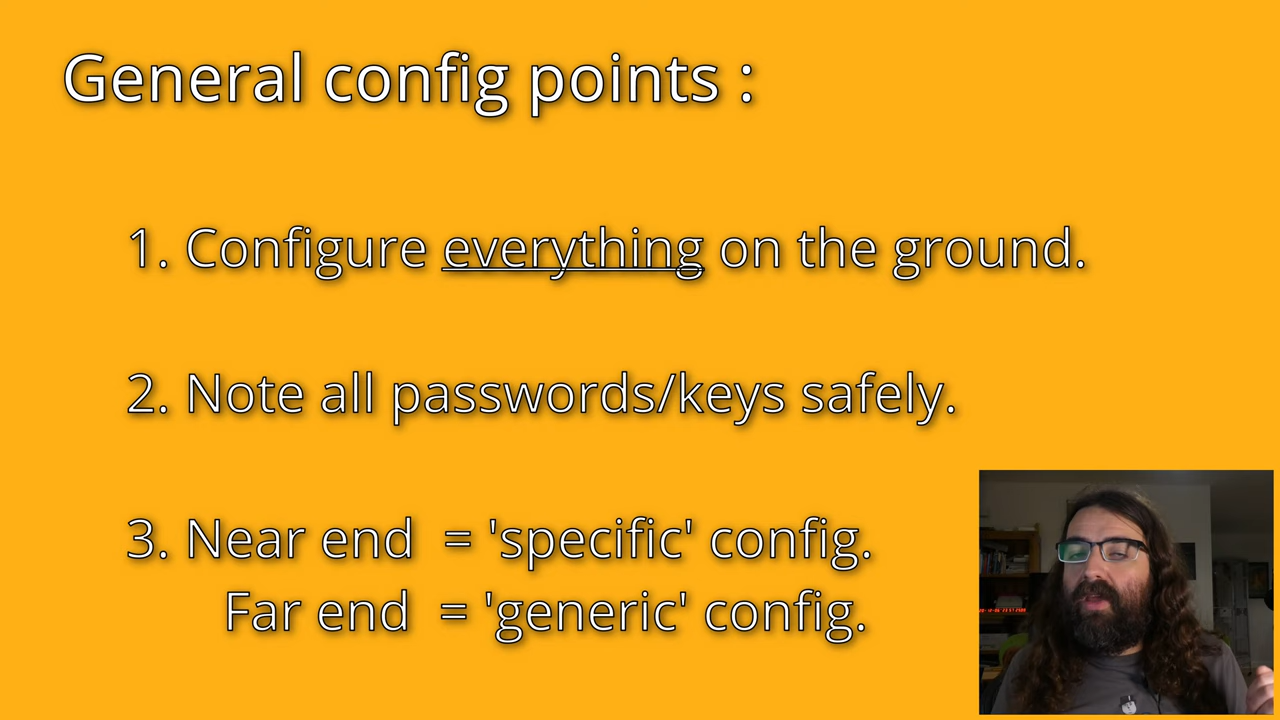 General config points :
1. Configure everything on the ground.
2. Note all passwords/keys safely.
3. Near end = 'specific' config.
Far end = 'generic' config.